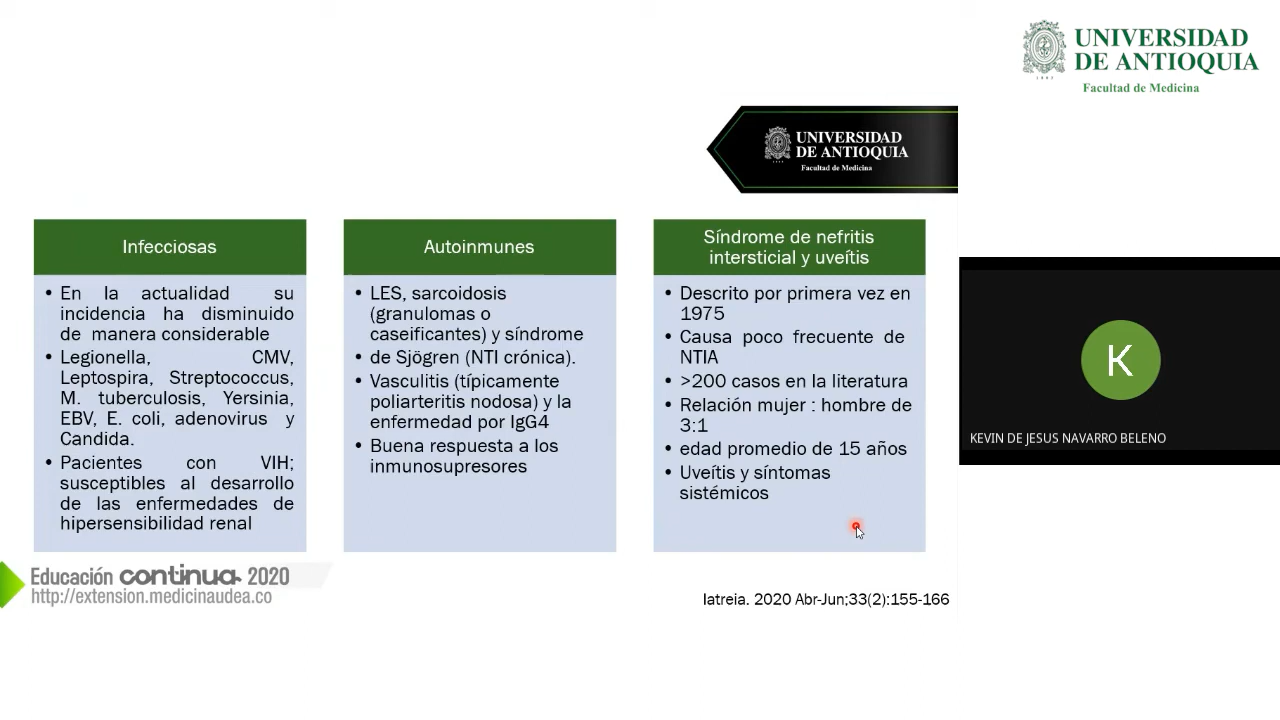 UNIVERSIDAD
DE ANTIOQUIA
1803
Facultad de Medicina
UNIVERSIDAD
DE ANTIOQUIA
1803
Facultad de Medicina
Infecciosas
• En la actualidad su
incidencia ha disminuido
de manera considerable
• Legionella, CMV,
Leptospira, Streptococcus,
M. tuberculosis, Yersinia,
EBV, E. coli, adenovirus y
Candida.
• Pacientes con VIH;
susceptibles al desarrollo
de las enfermedades de
hipersensibilidad renal
Autoinmunes
• LES, sarcoidosis
(granulomas o
caseificantes) y síndrome
• de Sjögren (NTI crónica).
• Vasculitis (típicamente
poliarteritis nodosa) y la
enfermedad por IgG4
• Buena respuesta a los
inmunosupresores
Síndrome de nefritis
intersticial y uveítis
• Descrito por primera vez en
1975
• Causa poco frecuente de
NTIA
• >200 casos en la literatura
• Relación mujer : hombre de
3:1
• edad promedio de 15 años
• Uveítis y síntomas
sistémicos
K
KEVIN DE JESUS NAVARRO BELENO
Educación continua 2020
http://extension.medicinaudea.co
Iatreia. 2020 Abr-Jun;33(2):155-166